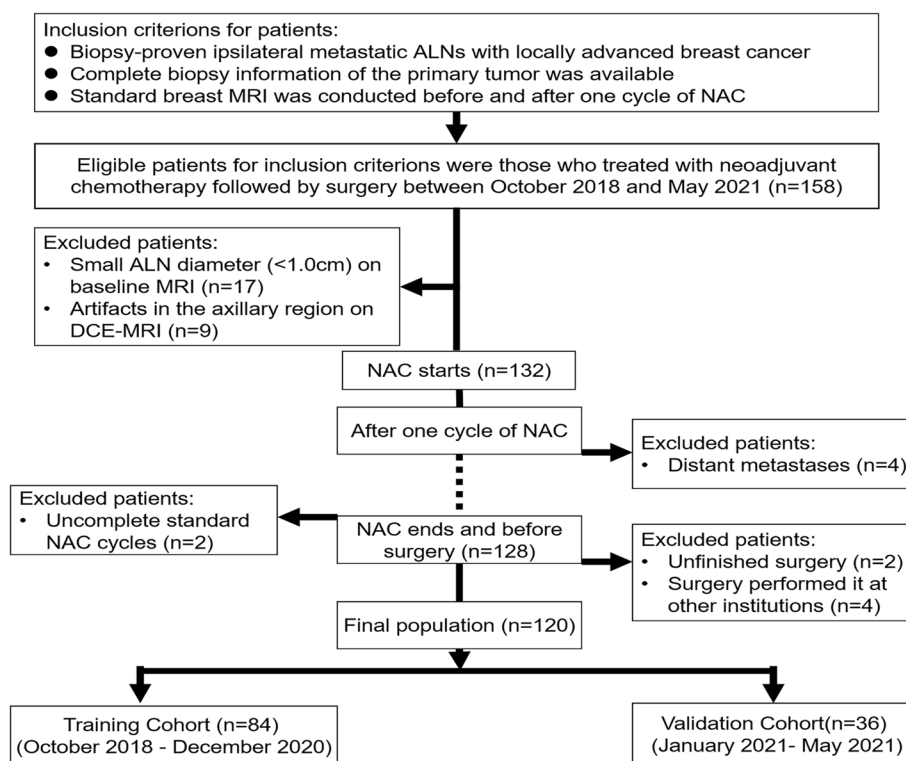 Inclusion criterions for patients:
● Biopsy-proven ipsilateral metastatic ALNs with locally advanced breast cancer
● Complete biopsy information of the primary tumor was available
● Standard breast MRI was conducted before and after one cycle of NAC
Eligible patients for inclusion criterions were those who treated with neoadjuvant
chemotherapy followed by surgery between October 2018 and May 2021 (n=158)
Excluded patients:
• Small ALN diameter (<1.0cm) on
baseline MRI (n=17)
• Artifacts in the axillary region on
DCE-MRI (n=9)
NAC starts (n=132)
After one cycle of NAC
Excluded patients:
• Distant metastases (n=4)
Excluded patients:
• Uncomplete standard
NAC cycles (n=2)
NAC ends and before
surgery (n=128)
Excluded patients:
• Unfinished surgery (n=2)
• Surgery performed it at
other institutions (n=4)
Final population (n=120)
Training Cohort (n=84)
(October 2018 - December 2020)
Validation Cohort(n=36)
(January 2021- May 2021)